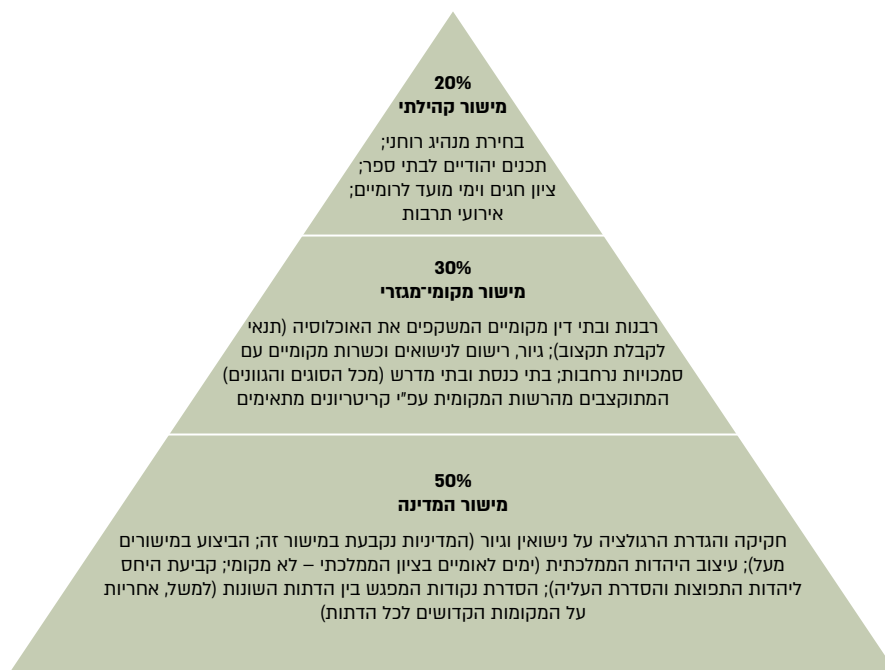 20%
מישור קהילתי
בחירת מנהיג רוחני;
תכנים יהודיים לבתי ספר;
ציון חגים וימי מועד לרומיים;
אירועי תרבות
30%
מישור מקומי־מגזרי
רבנות ובתי דין מקומיים המשקפים את האוכלוסיה (תנאי
לקבלת תקצוב); גיור, רישום לנישואים וכשרות מקומיים עם
סמכויות נרחבות; בתי כנסת ובתי מדרש (מכל הסוגים והגוונים)
המתוקצבים מהרשות המקומית עפ"י קריטריונים מתאימים
50%
מישור המדינה
חקיקה והגדרת הרגולציה על נישואין וגיור (המדיניות נקבעת במישור זה; הביצוע במישורים
מעל); עיצוב היהדות הממלכתית (ימים לאומיים בציון הממלכתי – לא מקומי; קביעת היחס
ליהדות התפוצות והסדרת העליה); הסדרת נקודות המפגש בין הדתות השונות (למשל, אחריות
על המקומות הקדושים לכל הדתות)